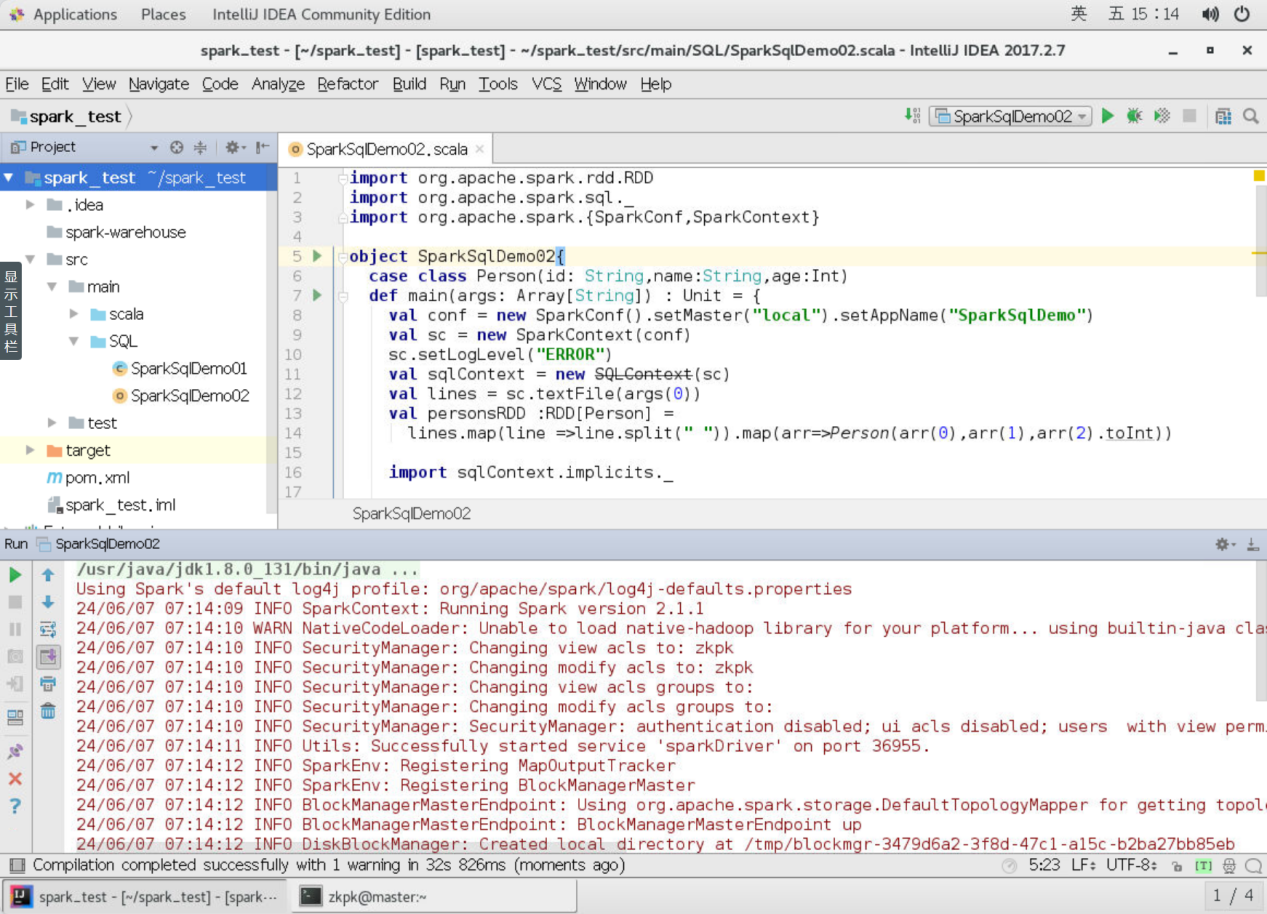 Applications Places IntelliJ IDEA Community Edition 英 五 15：14
spark_test - [~/spark_test] - [spark_test] - ~/spark_test/src/main/SQL/SparkSqlDemo02.scala - IntelliJ IDEA 2017.2.7
File Edit View Navigate Code Analyze Refactor Build Run Tools VCS Window Help
spark_test SparkSqlDemo02
Project
spark_test ~/spark_test
.idea
spark-warehouse
src
main
scala
SQL
SparkSqlDemo01
SparkSqlDemo02
test
target
pom.xml
spark_test.iml
显示工具栏
SparkSqlDemo02.scala
1 import org.apache.spark.rdd.RDD
2 import org.apache.spark.sql._
3 import org.apache.spark.{SparkConf,SparkContext}
4
5 object SparkSqlDemo02{
6 case class Person(id: String,name:String,age:Int)
7 def main(args: Array[String]) : Unit = {
8 val conf = new SparkConf().setMaster("local").setAppName("SparkSqlDemo")
9 val sc = new SparkContext(conf)
10 sc.setLogLevel("ERROR")
11 val sqlContext = new SQLContext(sc)
12 val lines = sc.textFile(args(0))
13 val personsRDD :RDD[Person] =
14 lines.map(line =>line.split(" ")).map(arr=>Person(arr(0),arr(1),arr(2).toInt))
15
16 import sqlContext.implicits._
17
SparkSqlDemo02
Run SparkSqlDemo02
/usr/java/jdk1.8.0_131/bin/java ...
Using Spark's default log4j profile: org/apache/spark/log4j-defaults.properties
24/06/07 07:14:09 INFO SparkContext: Running Spark version 2.1.1
24/06/07 07:14:10 WARN NativeCodeLoader: Unable to load native-hadoop library for your platform... using builtin-java clas
24/06/07 07:14:10 INFO SecurityManager: Changing view acls to: zkpk
24/06/07 07:14:10 INFO SecurityManager: Changing modify acls to: zkpk
24/06/07 07:14:10 INFO SecurityManager: Changing view acls groups to:
24/06/07 07:14:10 INFO SecurityManager: Changing modify acls groups to:
24/06/07 07:14:10 INFO SecurityManager: SecurityManager: authentication disabled; ui acls disabled; users  with view permi
24/06/07 07:14:11 INFO Utils: Successfully started service 'sparkDriver' on port 36955.
24/06/07 07:14:12 INFO SparkEnv: Registering MapOutputTracker
24/06/07 07:14:12 INFO SparkEnv: Registering BlockManagerMaster
24/06/07 07:14:12 INFO BlockManagerMasterEndpoint: Using org.apache.spark.storage.DefaultTopologyMapper for getting topolo
24/06/07 07:14:12 INFO BlockManagerMasterEndpoint: BlockManagerMasterEndpoint up
24/06/07 07:14:12 INFO DiskBlockManager: Created local directory at /tmp/blockmgr-3479d6a2-3f8d-47c1-a15c-b2ba27bb85eb
Compilation completed successfully with 1 warning in 32s 826ms (moments ago) 5:23 LF UTF-8 [T]
spark_test - [~/spark_test] - [spark-··· zkpk@master:~ 1 / 4